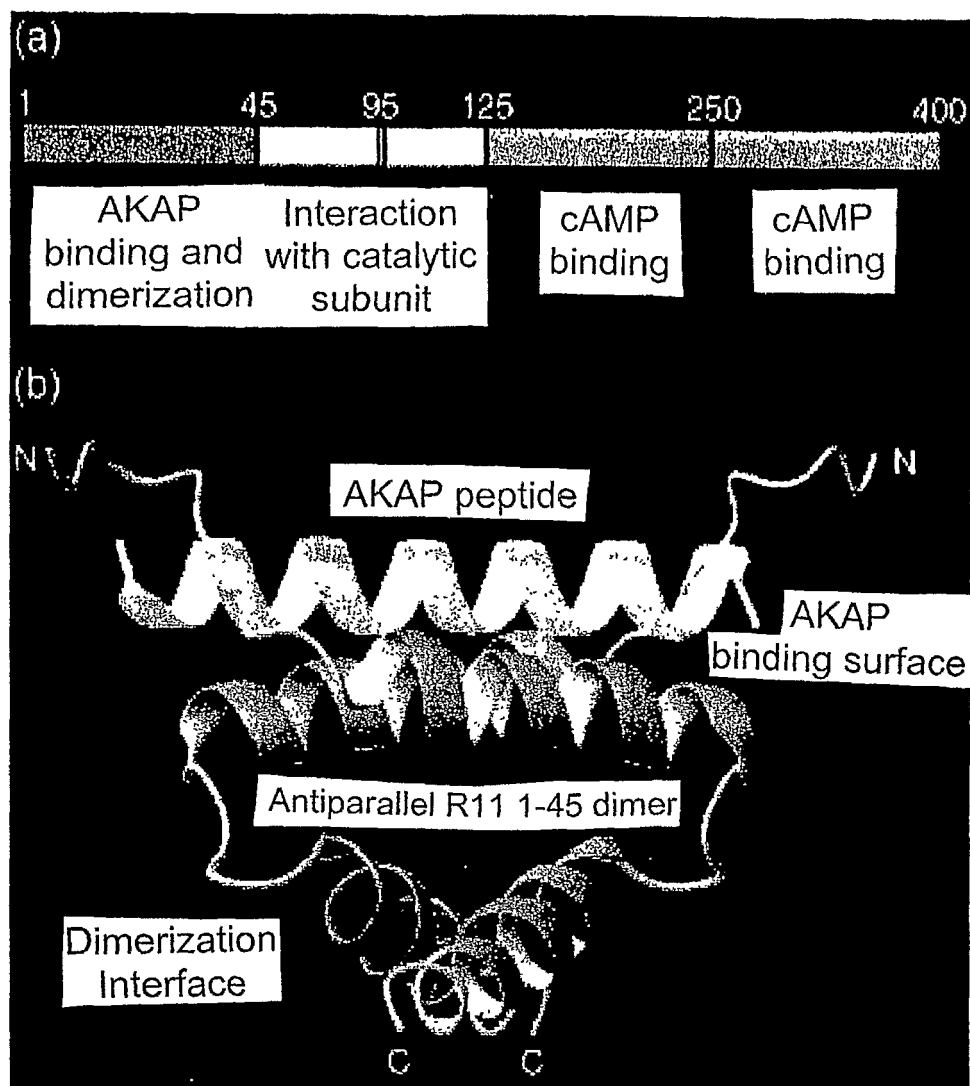 (a)
1 45 95 125 250 400
AKAP
binding and
dimerization
Interaction
with catalytic
subunit
cAMP
binding
cAMP
binding
(b)
N N
AKAP peptide
AKAP
binding surface
Antiparallel R11 1-45 dimer
Dimerization
Interface
C C